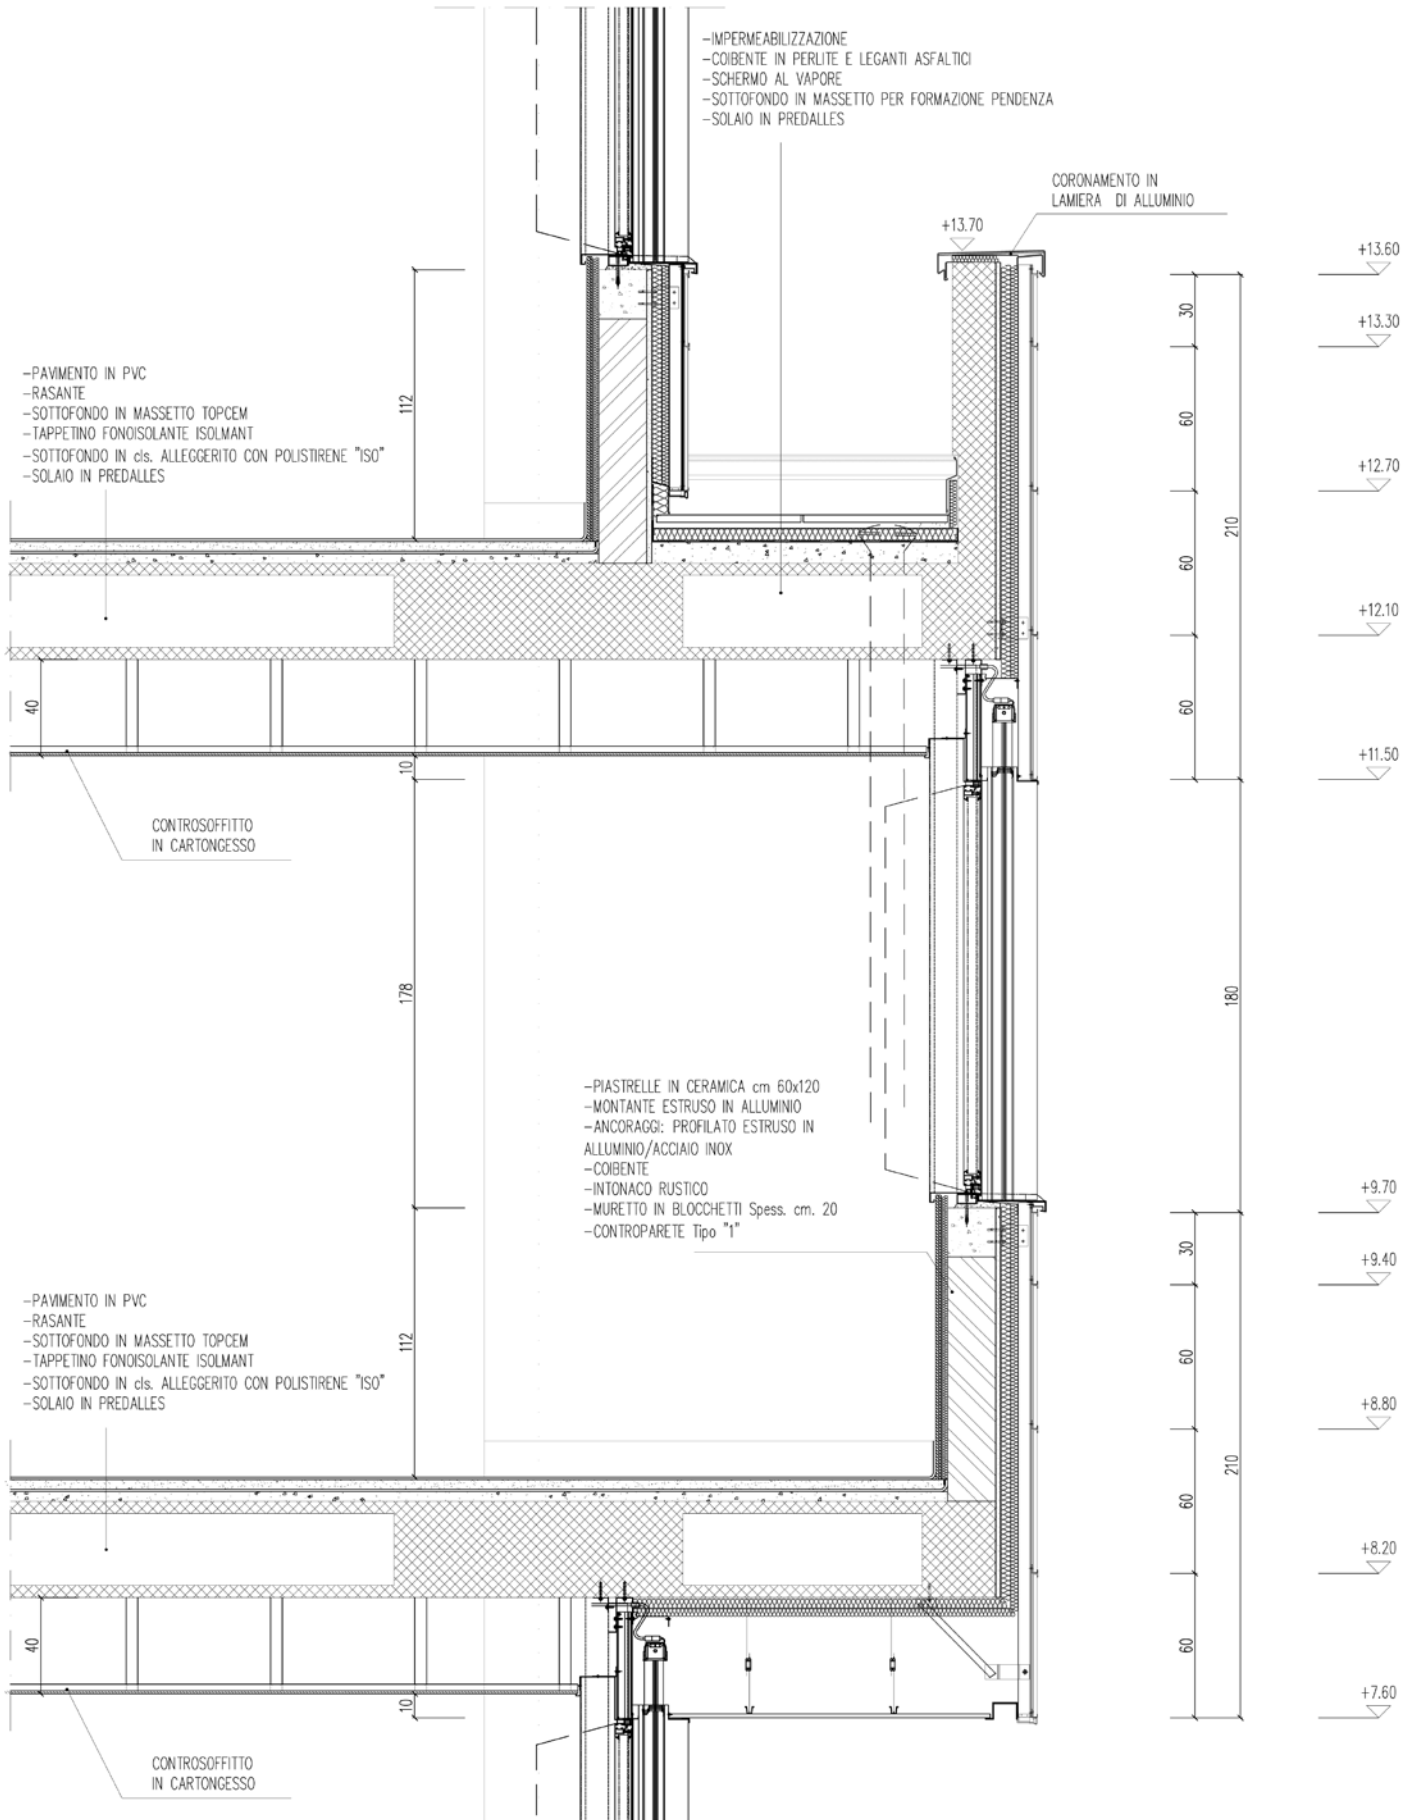 -IMPERMEABILIZZAZIONE
-COIBENTE IN PERLITE E LEGANTI ASFALTICI
-SCHERMO AL VAPORE
-SOTTOFONDO IN MASSETTO PER FORMAZIONE PENDENZA
-SOLAIO IN PREDALLES
CORONAMENTO IN
LAMIERA DI ALLUMINIO
+13.70
+13.60
30
+13.30
-PAVIMENTO IN PVC
-RASANTE
-SOTTOFONDO IN MASSETTO TOPCEM
-TAPPETINO FONOISOLANTE ISOLMANT
-SOTTOFONDO IN cls. ALLEGGERITO CON POLISTIRENE "ISO"
-SOLAIO IN PREDALLES
112
60
+12.70
210
60
+12.10
40
60
10
+11.50
CONTROSOFFITTO
IN CARTONGESSO
178
180
-PIASTRELLE IN CERAMICA cm 60x120
-MONTANTE ESTRUSO IN ALLUMINIO
-ANCORAGGI: PROFILATO ESTRUSO IN
ALLUMINIO/ACCIAIO INOX
-COIBENTE
-INTONACO RUSTICO
-MURETTO IN BLOCCHETTI Spess. cm. 20
-CONTROPARETE Tipo "1"
+9.70
30
+9.40
-PAVIMENTO IN PVC
-RASANTE
-SOTTOFONDO IN MASSETTO TOPCEM
-TAPPETINO FONOISOLANTE ISOLMANT
-SOTTOFONDO IN cls. ALLEGGERITO CON POLISTIRENE "ISO"
-SOLAIO IN PREDALLES
112
60
+8.80
210
60
+8.20
40
60
10
+7.60
CONTROSOFFITTO
IN CARTONGESSO